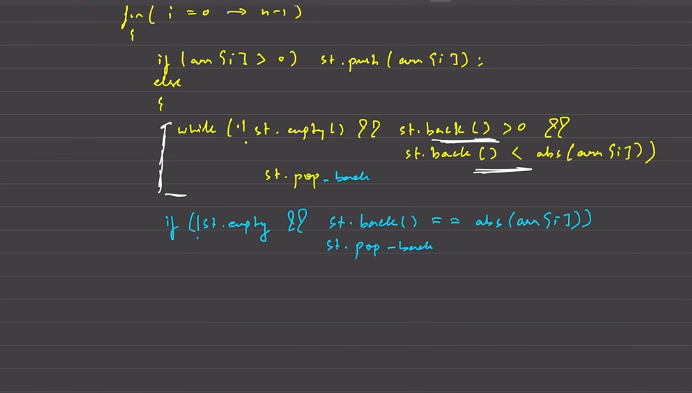 for( i = 0 → n-1)
{
if (arr[i] > 0) st.push(arr[i]);
else
{
while (!st.empty() && st.back() > 0 &&
st.back() < abs(arr[i]))
st.pop_back
if (!st.empty && st.back() == abs(arr[i]))
st.pop_back